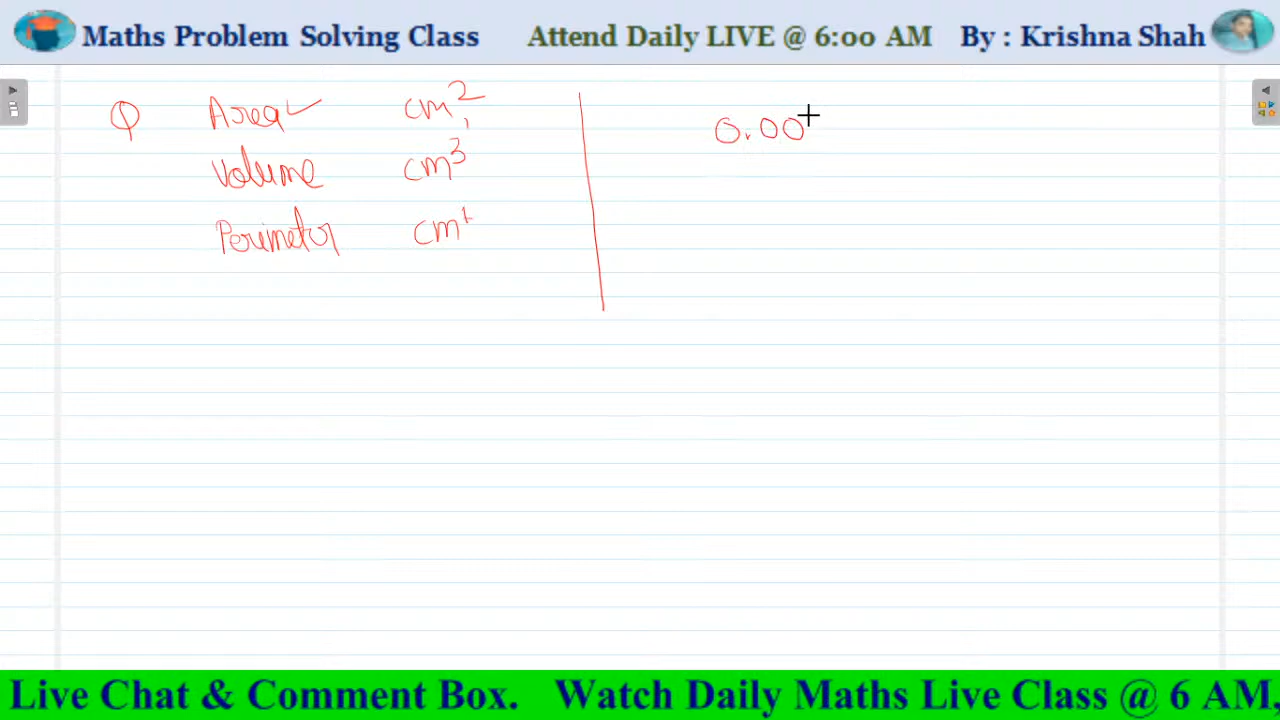 Maths Problem Solving Class Attend Daily LIVE @ 6:00 AM By : Krishna Shah
Q Area cm²
Volume cm³
Perimetor cm¹
0.00
Live Chat & Comment Box. Watch Daily Maths Live Class @ 6 AM,